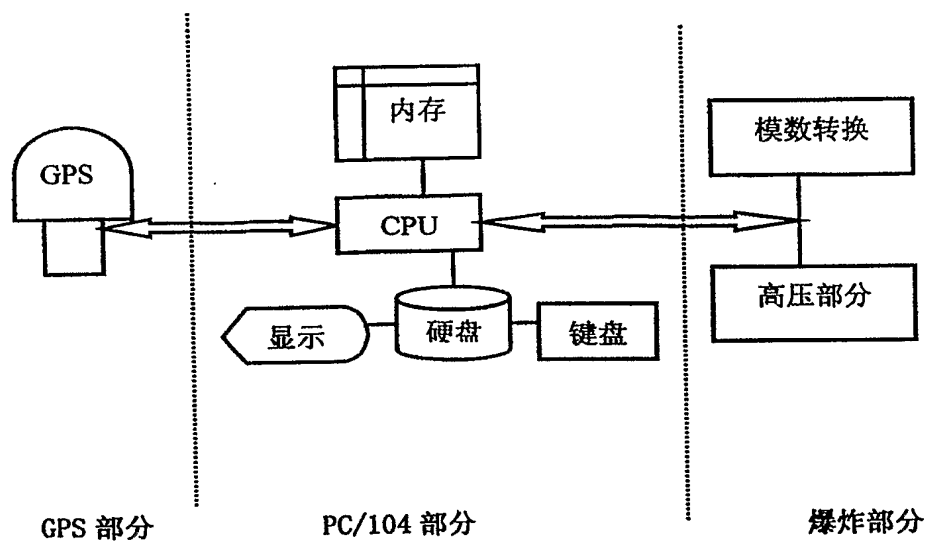 内存
模数转换
GPS
CPU
高压部分
显示
硬盘
键盘
GPS 部分
PC/104 部分
爆炸部分